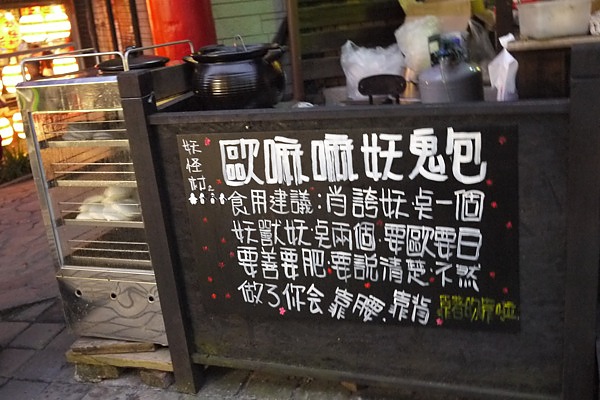 妖怪村
歐嘛嘛妖鬼包
食用建議:肖誇妖桌一個
妖獸妖桌兩個.要歐要白
要善要肥.要說清楚.不然
做了你会靠腰.靠背